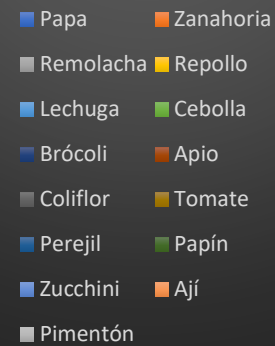 Papa Zanahoria
Remolacha Repollo
Lechuga Cebolla
Brócoli Apio
Coliflor Tomate
Perejil Papín
Zucchini Ají
Pimentón